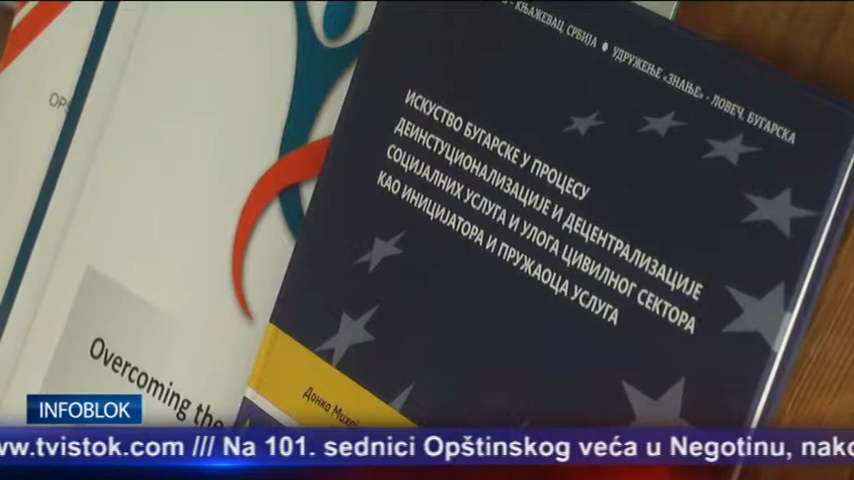 КЊАЖЕВАЦ, СРБИЈА ● УДРУЖЕЊЕ «ЗНАЊЕ» - ЛОВЕЧ, БУГАРСКА
ИСКУСТВО БУГАРСКЕ У ПРОЦЕСУ
ДЕИНСТУЦИОНАЛИЗАЦИЈЕ И ДЕЦЕНТРАЛИЗАЦИЈЕ
СОЦИЈАЛНИХ УСЛУГА И УЛОГА ЦИВИЛНОГ СЕКТОРА
КАО ИНИЦИЈАТОРА И ПРУЖАОЦА УСЛУГА
Донка
Overcoming the
INFOBLOK
www.tvistok.com /// Na 101. sednici Opštinskog veća u Negotinu, nako